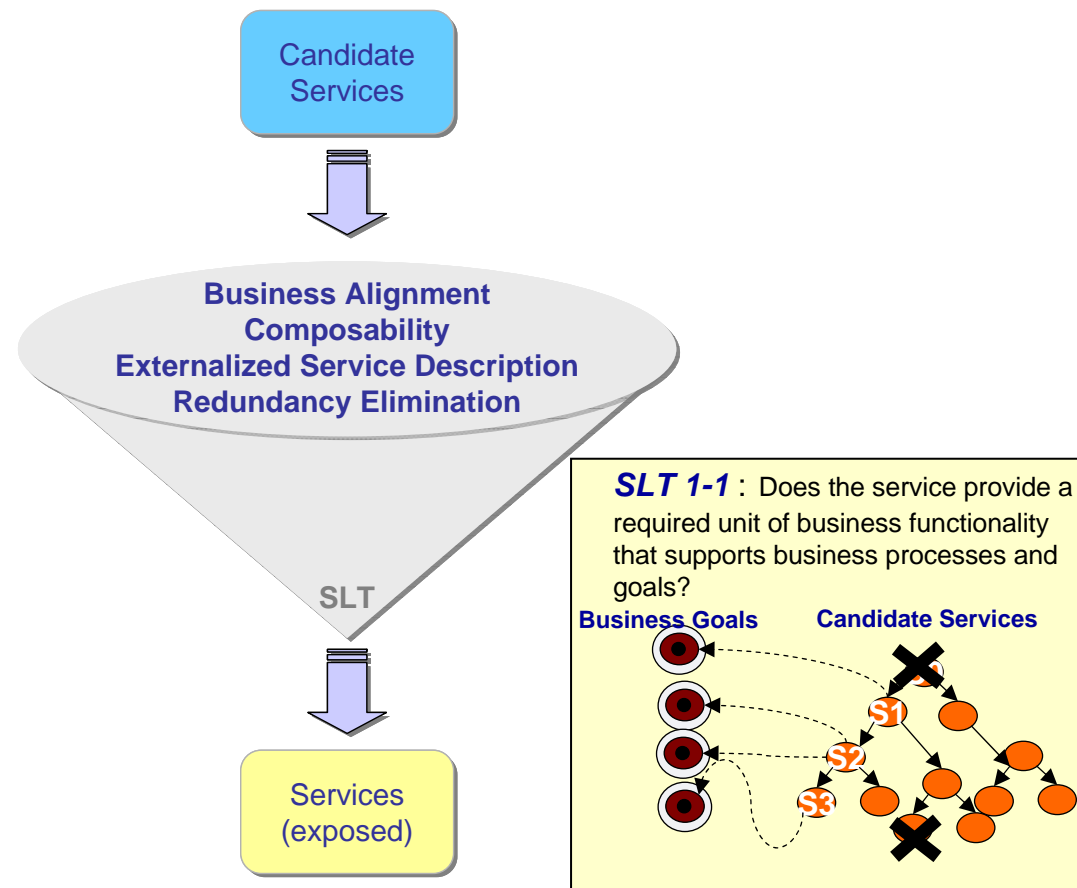 Candidate
Services
Business Alignment
Composability
Externalized Service Description
Redundancy Elimination
SLT
Services
(exposed)
SLT 1-1 : Does the service provide a
required unit of business functionality
that supports business processes and
goals?
Business Goals
Candidate Services
S1
S2
S3